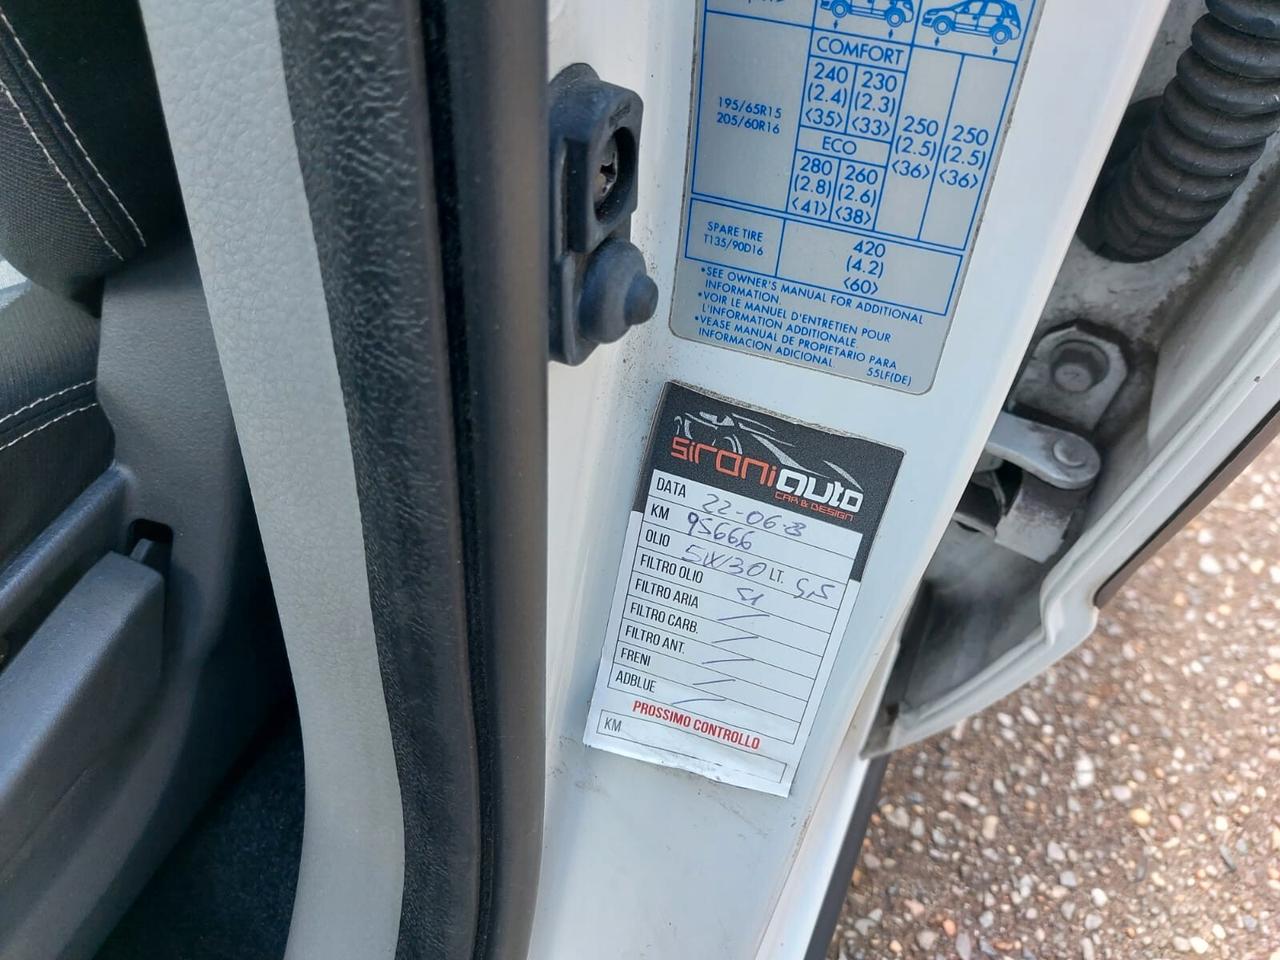 COMFORT
240 230
(2.4) (2.3)
<35> <33>
195/65R15
205/60R16
250 250
(2.5) (2.5)
<36> <36>
ECO
280 260
(2.8) (2.6)
<41> <38>
SPARE TIRE
T135/90D16
420
(4.2)
<60>
•SEE OWNER'S MANUAL FOR ADDITIONAL
INFORMATION.
•VOIR LE MANUEL D'ENTRETIEN POUR
L'INFORMATION ADDITIONALE.
•VEASE MANUAL DE PROPIETARIO PARA
INFORMACION ADICIONAL.
55LF(DE)
sironiauto
CAR & DESIGN
DATA 22-06-
KM 95666
OLIO 5W30 LT. 5,5
FILTRO OLIO SI
FILTRO ARIA
FILTRO CARB.
FILTRO ANT.
FRENI
ADBLUE
PROSSIMO CONTROLLO
KM